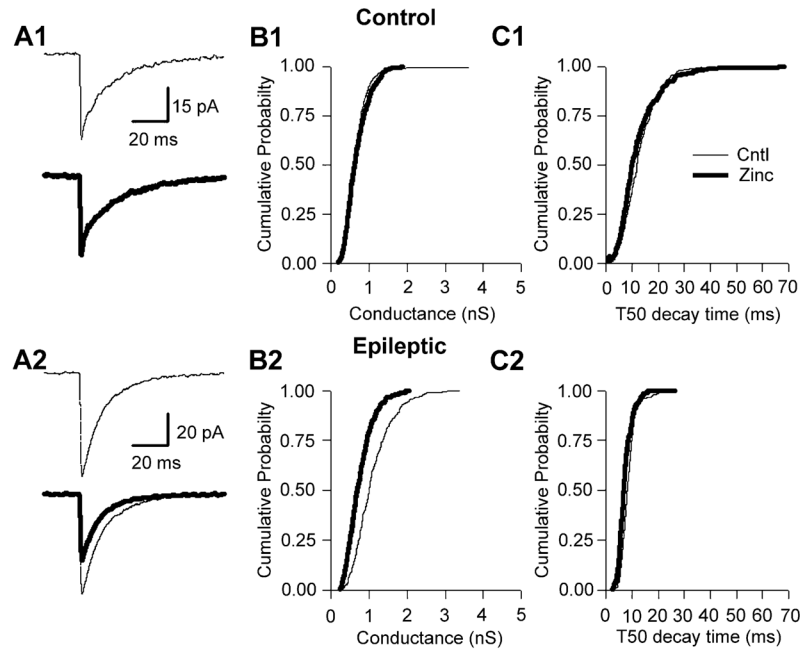 Control
A1
B1
C1
15 pA
20 ms
Cumulative Probabilty
1.00
0.75
0.50
0.25
0.00
0 1 2 3 4 5
Conductance (nS)
Cumulative Probabilty
1.00
0.75
0.50
0.25
0.00
Cntl
Zinc
0 10 20 30 40 50 60 70
T50 decay time (ms)
Epileptic
A2
B2
C2
20 pA
20 ms
Cumulative Probabilty
1.00
0.75
0.50
0.25
0.00
0 1 2 3 4 5
Conductance (nS)
Cumulative Probabilty
1.00
0.75
0.50
0.25
0.00
0 10 20 30 40 50 60 70
T50 decay time (ms)